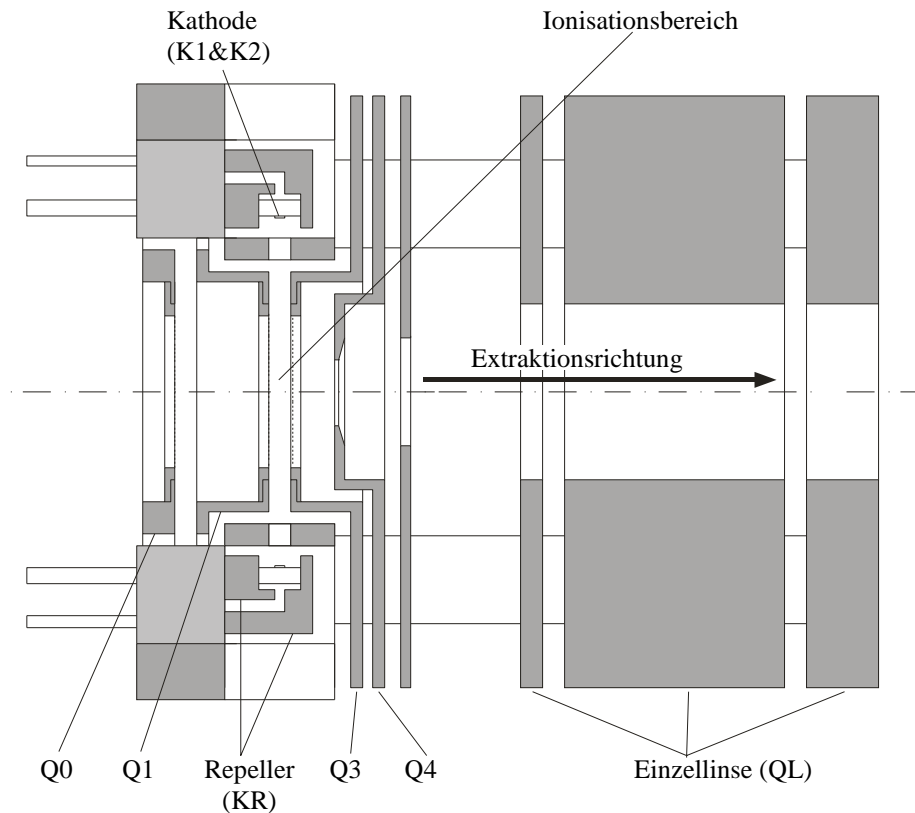 Kathode
(K1&K2)
Ionisationsbereich
Extraktionsrichtung
Q0
Q1
Repeller
(KR)
Q3
Q4
Einzellinse (QL)